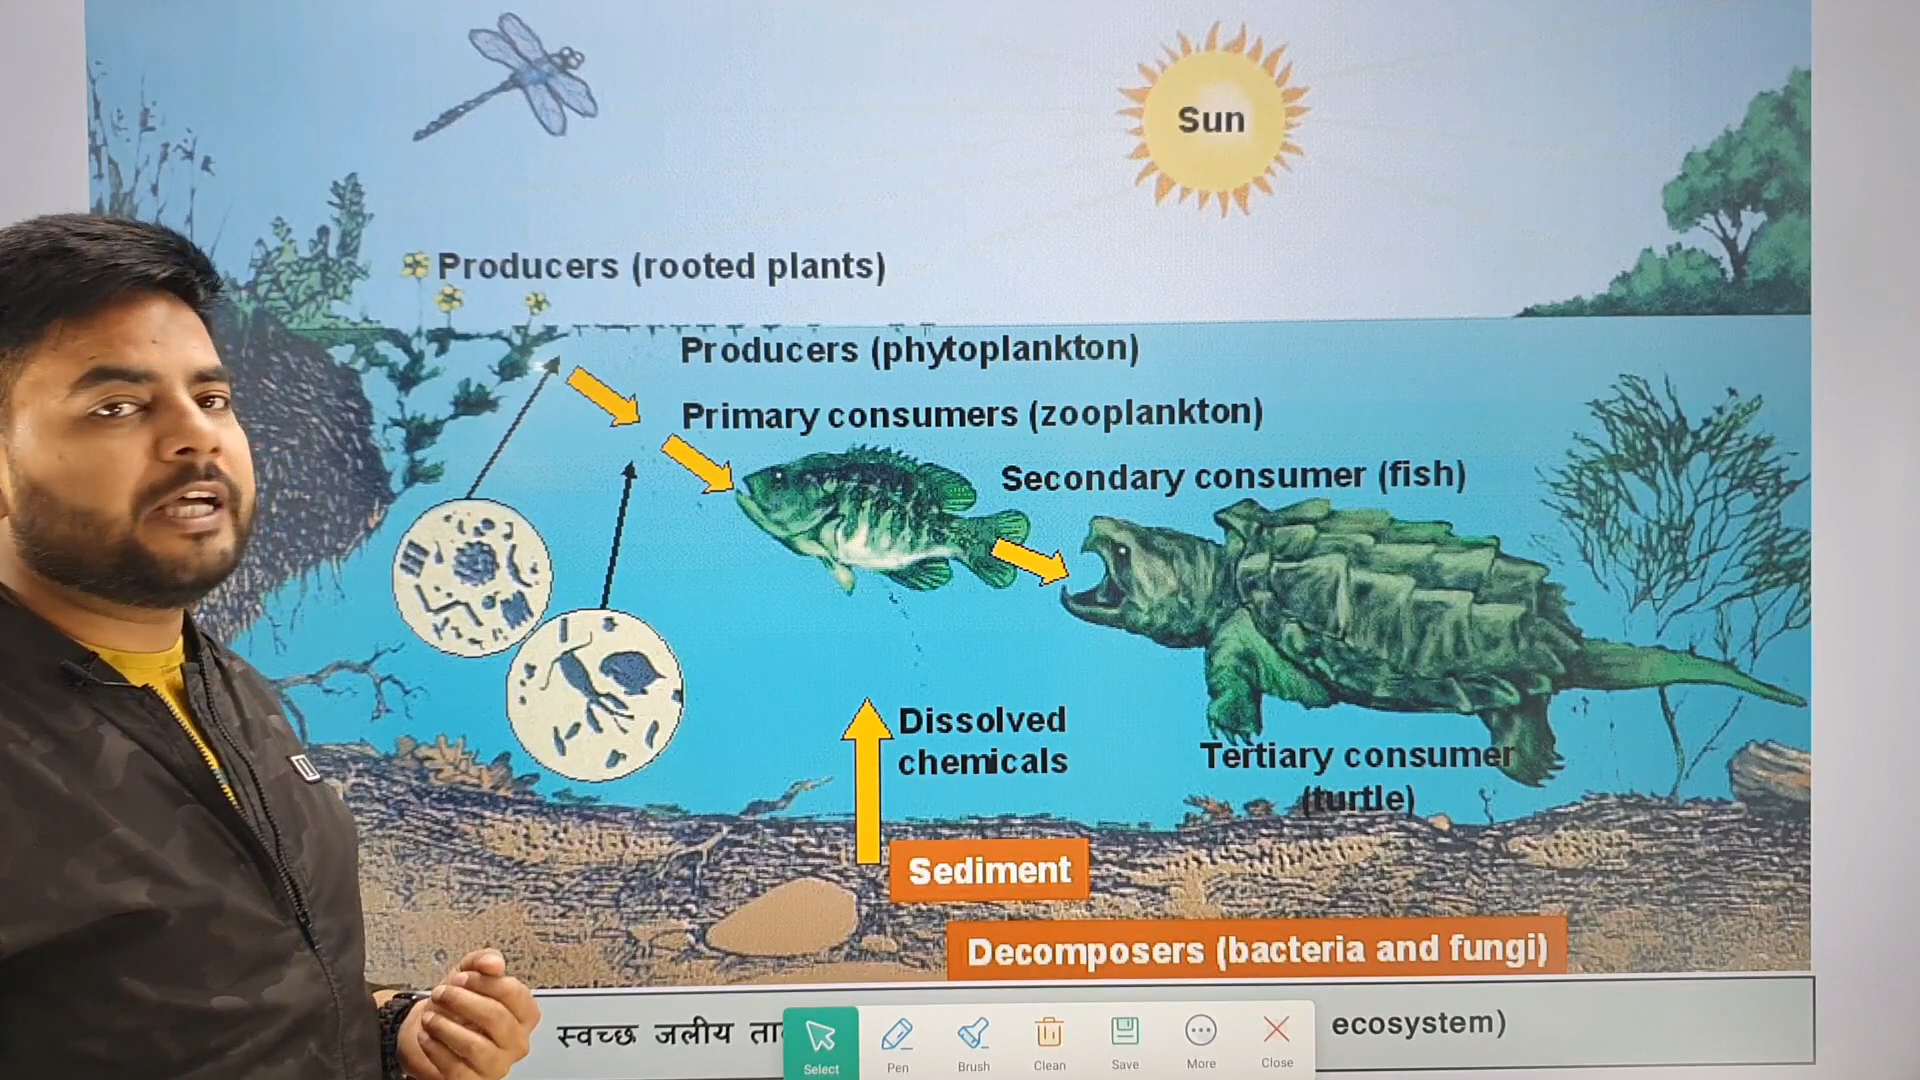 Sun
Producers (rooted plants)
Producers (phytoplankton)
Primary consumers (zooplankton)
Secondary consumer (fish)
Dissolved
chemicals
Tertiary consumer
(turtle)
Sediment
Decomposers (bacteria and fungi)
स्वच्छ जलीय ecosystem)
Select Pen Brush Clean Save More Close